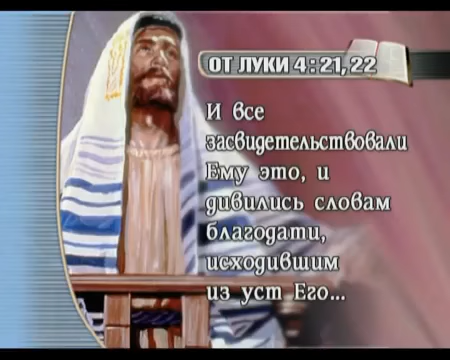 ОТ ЛУКИ 4:21,22
И все
засвидетельствовали
Ему это, и
дивились словам
благодати,
исходившим
из уст Его...